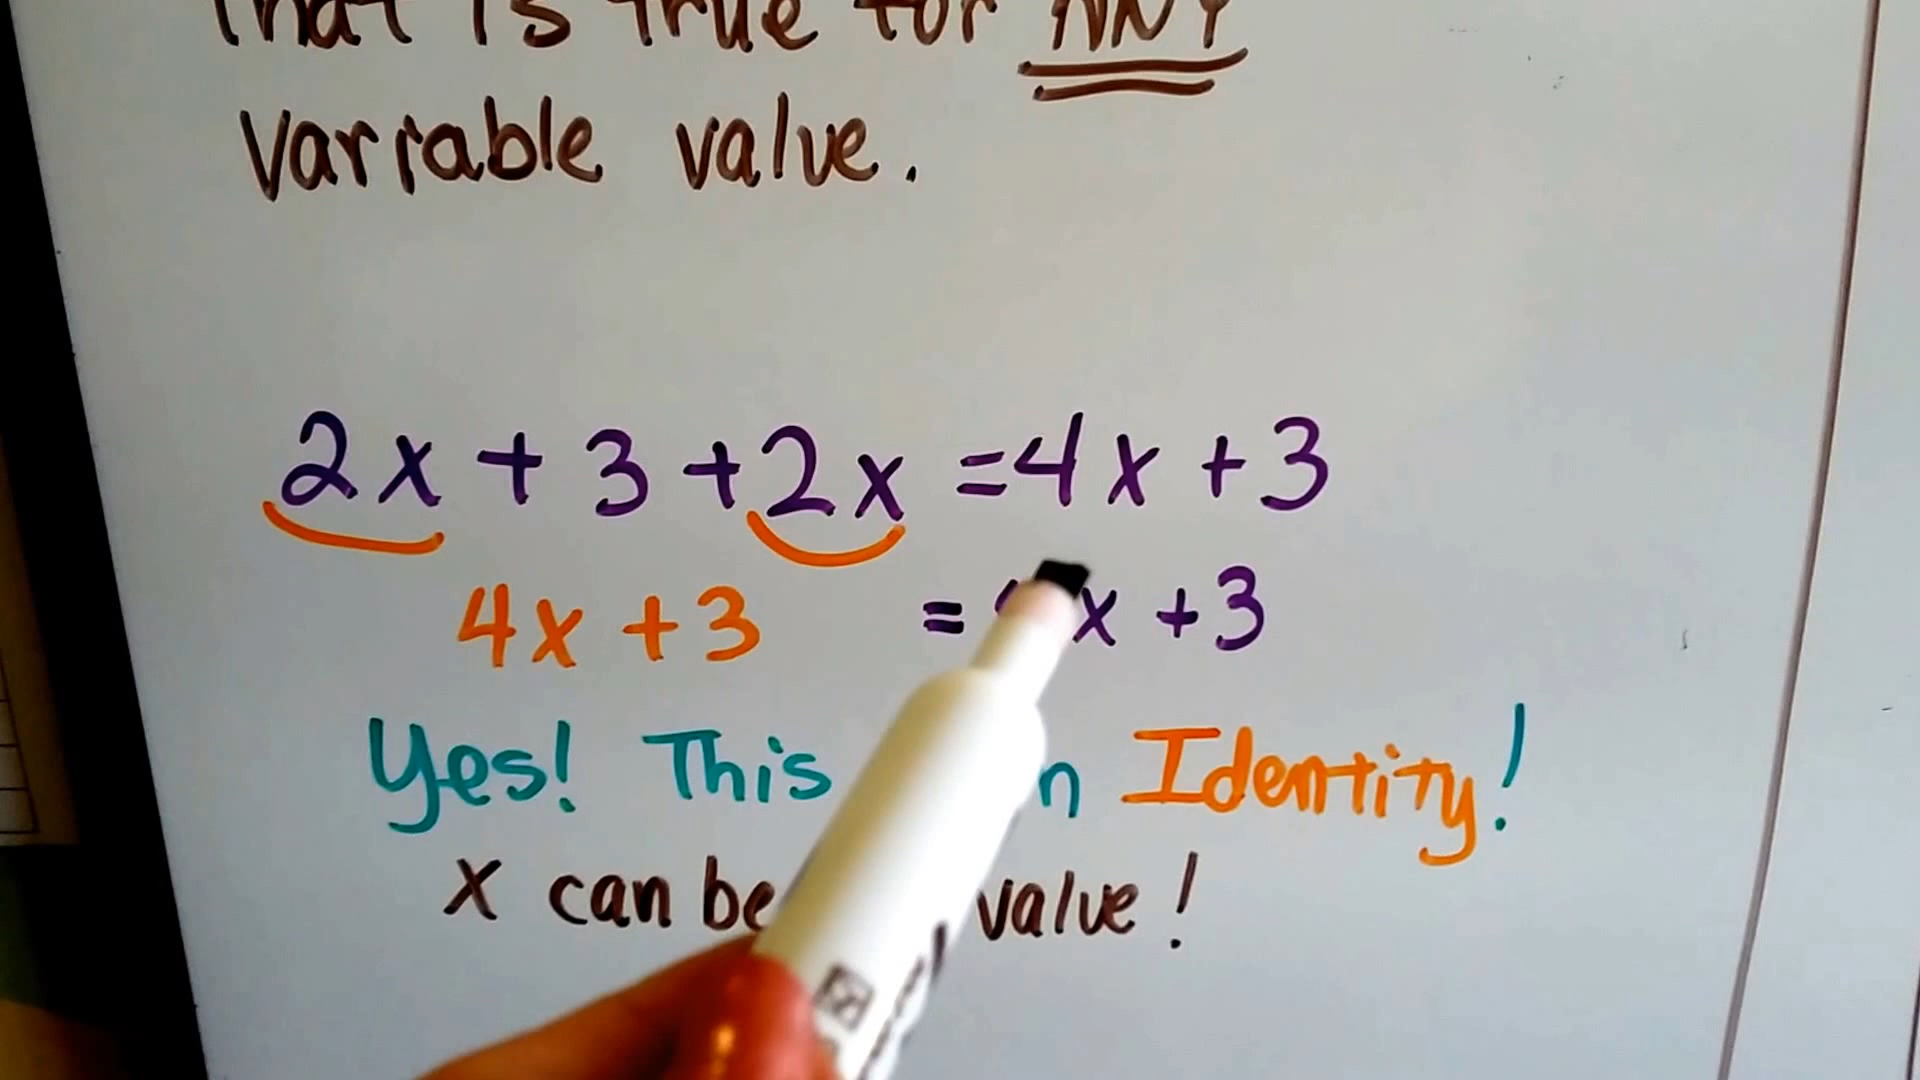 That is true for ANY
variable value.
2x + 3 + 2x = 4x + 3
4x + 3 = x + 3
Yes! This n Identity!
x can be value!